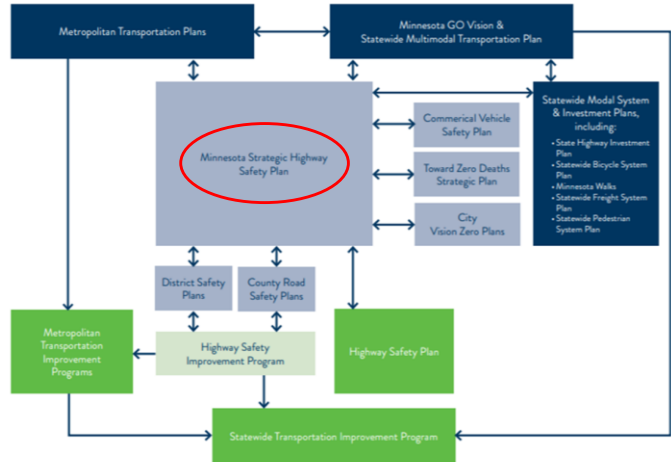 Metropolitan Transportation Plans
Minnesota GO Vision &
Statewide Multimodal Transportation Plan
Minnesota Strategic Highway
Safety Plan
Commerical Vehicle
Safety Plan
Toward Zero Deaths
Strategic Plan
City
Vision Zero Plans
Statewide Modal System
& Investment Plans,
including:
• State Highway Investment
Plan
• Statewide Bicycle System
Plan
• Minnesota Walks
• Statewide Freight System
Plan
• Statewide Pedestrian
System Plan
District Safety
Plans
County Road
Safety Plans
Metropolitan
Transportation
Improvement
Programs
Highway Safety
Improvement Program
Highway Safety Plan
Statewide Transportation Improvement Program